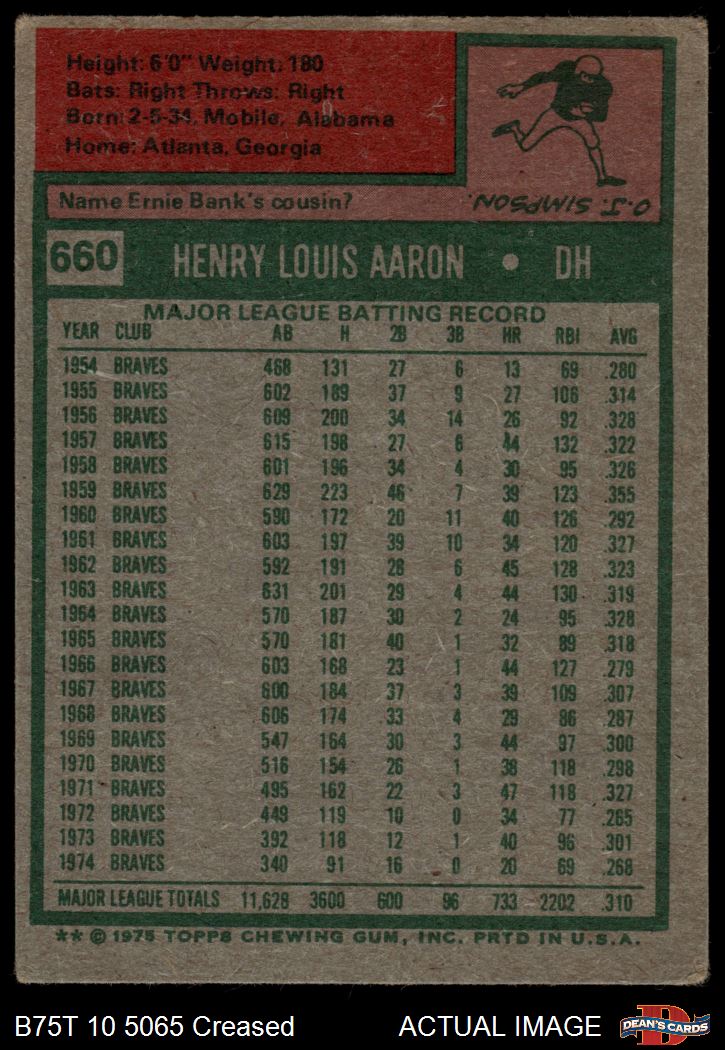 Height: 6'0" Weight: 180
Bats: Right Throws: Right
Born: 2-5-34, Mobile, Alabama
Home: Atlanta, Georgia
Name Ernie Bank's cousin?
O.J. SIMPSON.
660 HENRY LOUIS AARON • DH
MAJOR LEAGUE BATTING RECORD
YEAR CLUB AB H 2B 3B HR RBI AVG
1954 BRAVES 468 131 27 6 13 69 .280
1955 BRAVES 602 189 37 9 27 106 .314
1956 BRAVES 609 200 34 14 26 92 .328
1957 BRAVES 615 198 27 6 44 132 .322
1958 BRAVES 601 196 34 4 30 95 .326
1959 BRAVES 629 223 46 7 39 123 .355
1960 BRAVES 590 172 20 11 40 126 .292
1961 BRAVES 603 197 39 10 34 120 .327
1962 BRAVES 592 191 28 6 45 128 .323
1963 BRAVES 631 201 29 4 44 130 .319
1964 BRAVES 570 187 30 2 24 95 .328
1965 BRAVES 570 181 40 1 32 89 .318
1966 BRAVES 603 168 23 1 44 127 .279
1967 BRAVES 600 184 37 3 39 109 .307
1968 BRAVES 606 174 33 4 29 86 .287
1969 BRAVES 547 164 30 3 44 97 .300
1970 BRAVES 516 154 26 1 38 118 .298
1971 BRAVES 495 162 22 3 47 118 .327
1972 BRAVES 449 119 10 0 34 77 .265
1973 BRAVES 392 118 12 1 40 96 .301
1974 BRAVES 340 91 16 0 20 69 .268
MAJOR LEAGUE TOTALS 11,628 3600 600 96 733 2202 .310
** © 1975 TOPPS CHEWING GUM, INC. PRTD IN U.S.A.
B75T 10 5065 Creased ACTUAL IMAGE
D
DEAN'S CARDS